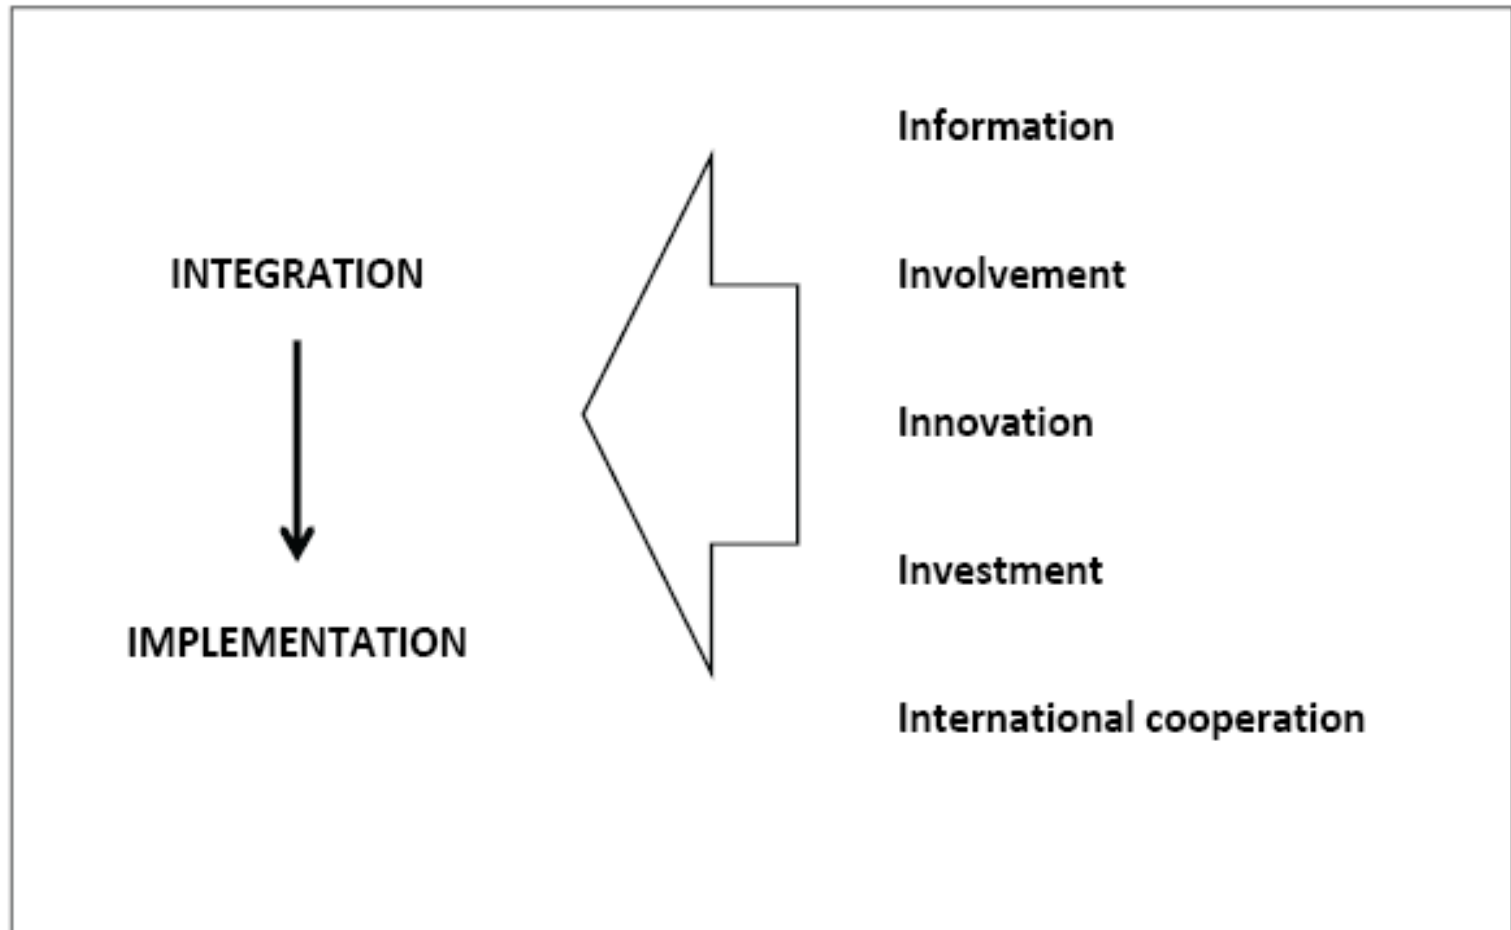 Information
INTEGRATION
Involvement
Innovation
Investment
IMPLEMENTATION
International cooperation